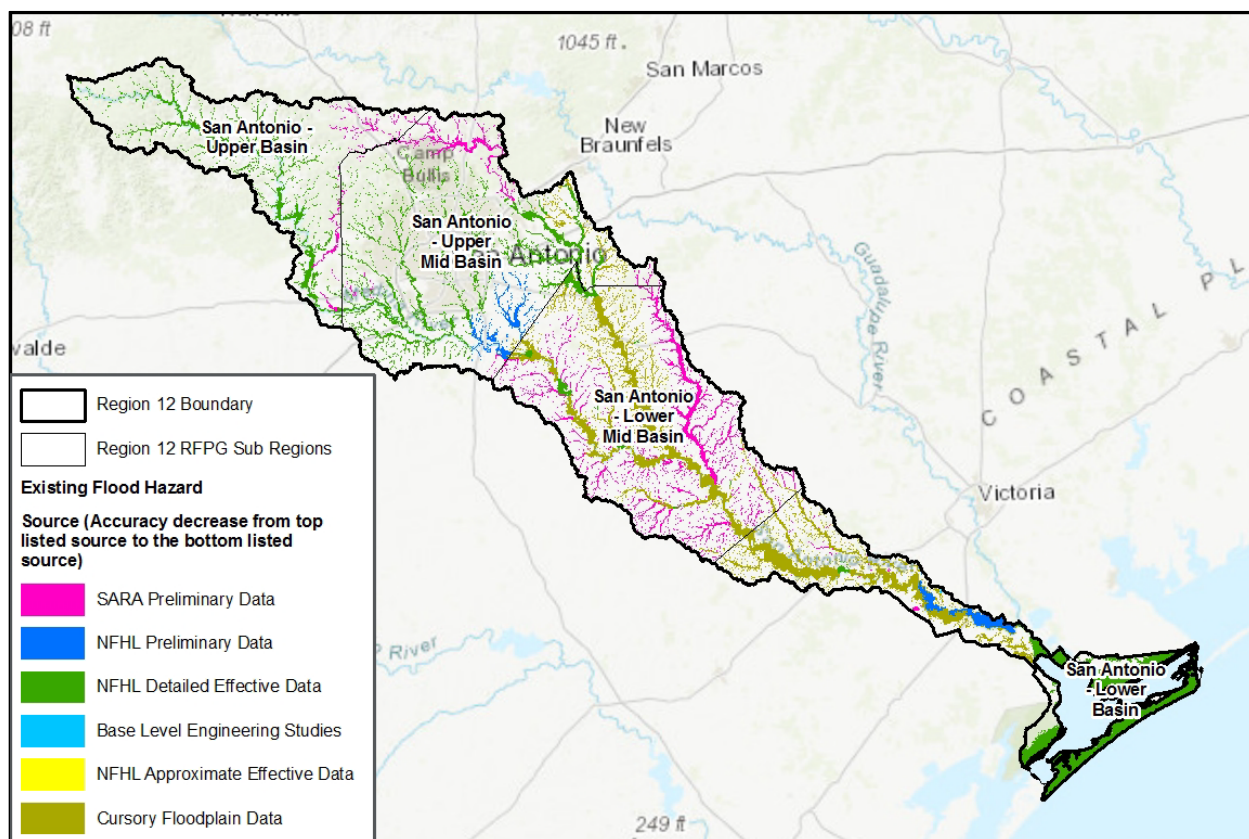 08 ft
1045 ft
San Marcos
New
Braunfels
San Antonio -
Upper Basin
Camp
Bullis
San Antonio
- Upper
Mid Basin
Antonio
Guadalupe River
COASTAL PL
walde
San Antonio
- Lower
Mid Basin
Victoria
River
San Antonio
- Lower
Basin
249 ft
Region 12 Boundary
Region 12 RFPG Sub Regions
Existing Flood Hazard
Source (Accuracy decrease from top
listed source to the bottom listed
source)
SARA Preliminary Data
NFHL Preliminary Data
NFHL Detailed Effective Data
Base Level Engineering Studies
NFHL Approximate Effective Data
Cursory Floodplain Data